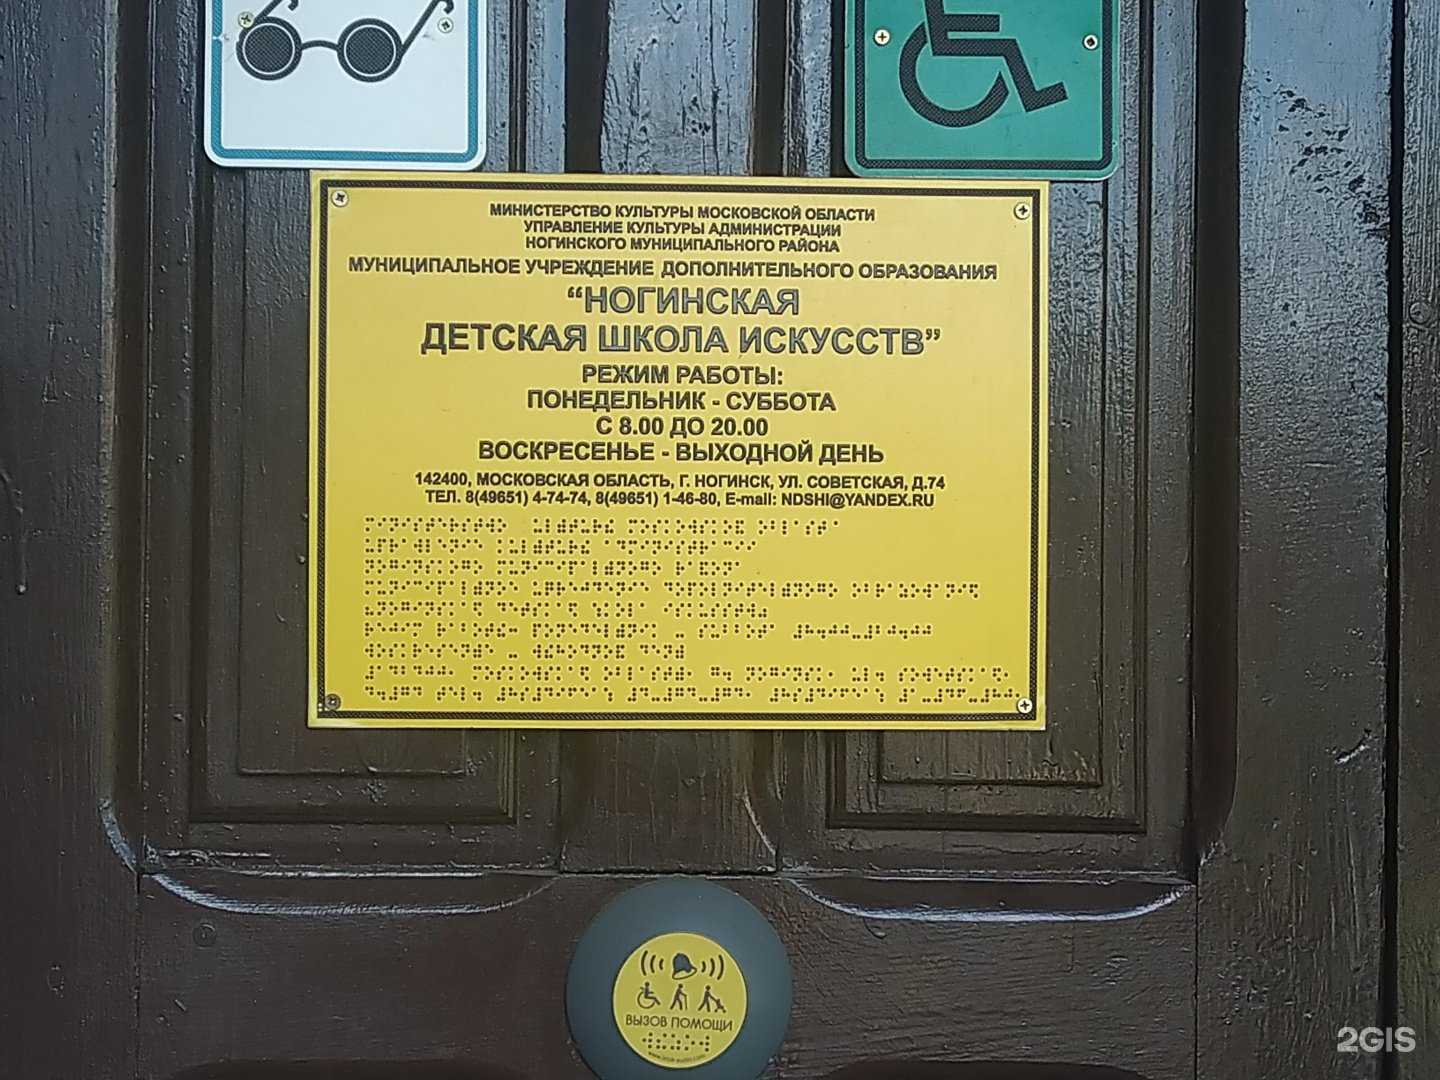 МИНИСТЕРСТВО КУЛЬТУРЫ МОСКОВСКОЙ ОБЛАСТИ
УПРАВЛЕНИЕ КУЛЬТУРЫ АДМИНИСТРАЦИИ
НОГИНСКОГО МУНИЦИПАЛЬНОГО РАЙОНА
МУНИЦИПАЛЬНОЕ УЧРЕЖДЕНИЕ ДОПОЛНИТЕЛЬНОГО ОБРАЗОВАНИЯ
“НОГИНСКАЯ
ДЕТСКАЯ ШКОЛА ИСКУССТВ”
РЕЖИМ РАБОТЫ:
ПОНЕДЕЛЬНИК - СУББОТА
С 8.00 ДО 20.00
ВОСКРЕСЕНЬЕ - ВЫХОДНОЙ ДЕНЬ
142400, МОСКОВСКАЯ ОБЛАСТЬ, Г. НОГИНСК, УЛ. СОВЕТСКАЯ, Д.74
ТЕЛ. 8(49651) 4-74-74, 8(49651) 1-46-80, E-mail: NDSHI@YANDEX.RU
ВЫЗОВ ПОМОЩИ
2GIS